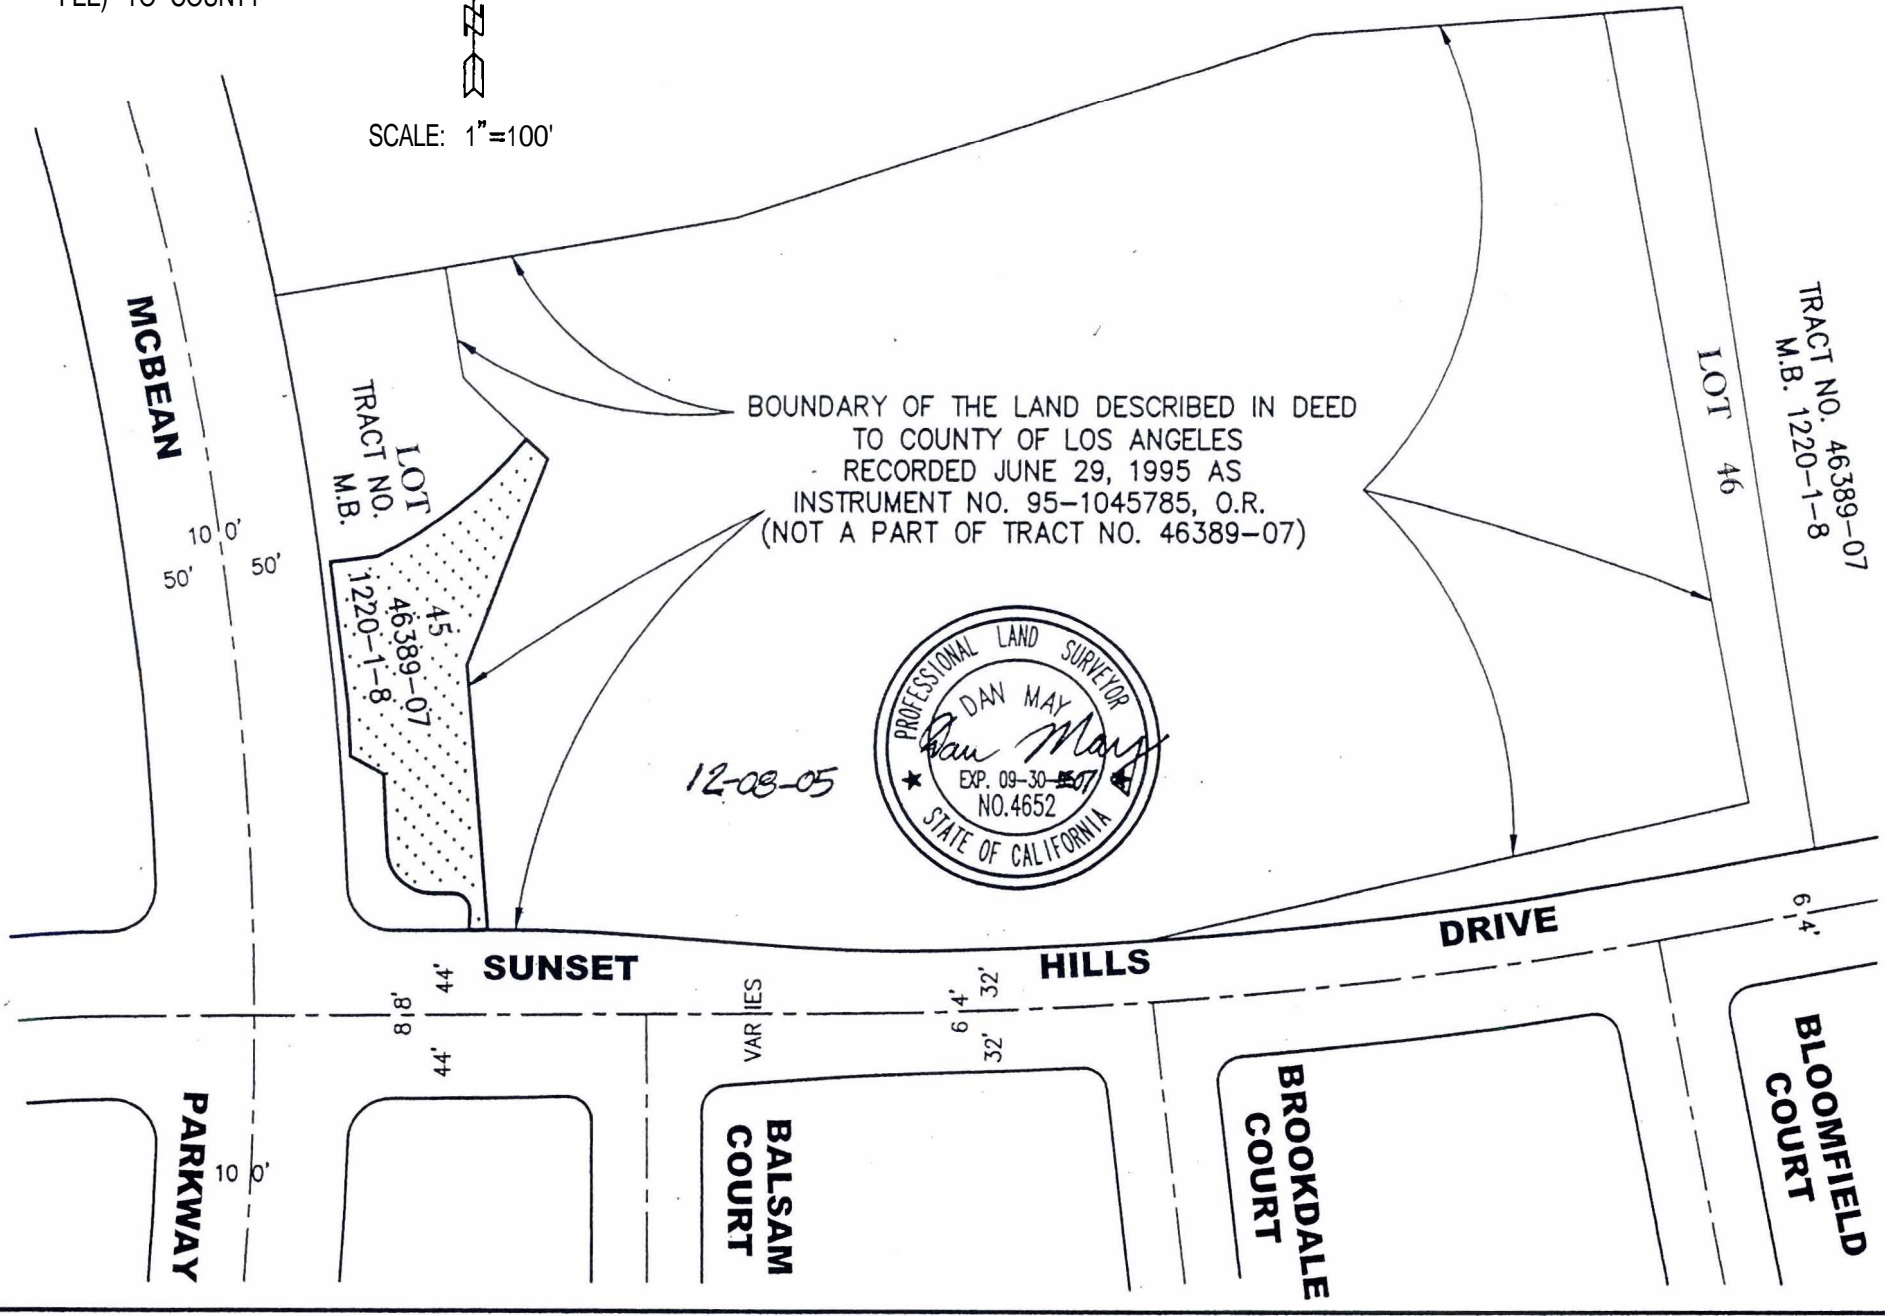 FEE) TO COUNTY
N
SCALE: 1"=100'
MCBEAN
PARKWAY
10 0'
50' 50'
LOT 45
TRACT NO. 46389-07
M.B. 1220-1-8
BOUNDARY OF THE LAND DESCRIBED IN DEED
TO COUNTY OF LOS ANGELES
RECORDED JUNE 29, 1995 AS
INSTRUMENT NO. 95-1045785, O.R.
(NOT A PART OF TRACT NO. 46389-07)
LOT 46
TRACT NO. 46389-07
M.B. 1220-1-8
12-08-05
PROFESSIONAL LAND SURVEYOR
DAN MAY
Dan May
EXP. 09-30-07
NO.4652
STATE OF CALIFORNIA
SUNSET HILLS DRIVE
88'
44'
44'
VARIES
64'
32'
32'
64'
10 0'
BALSAM
COURT
BROOKDALE
COURT
BLOOMFIELD
COURT